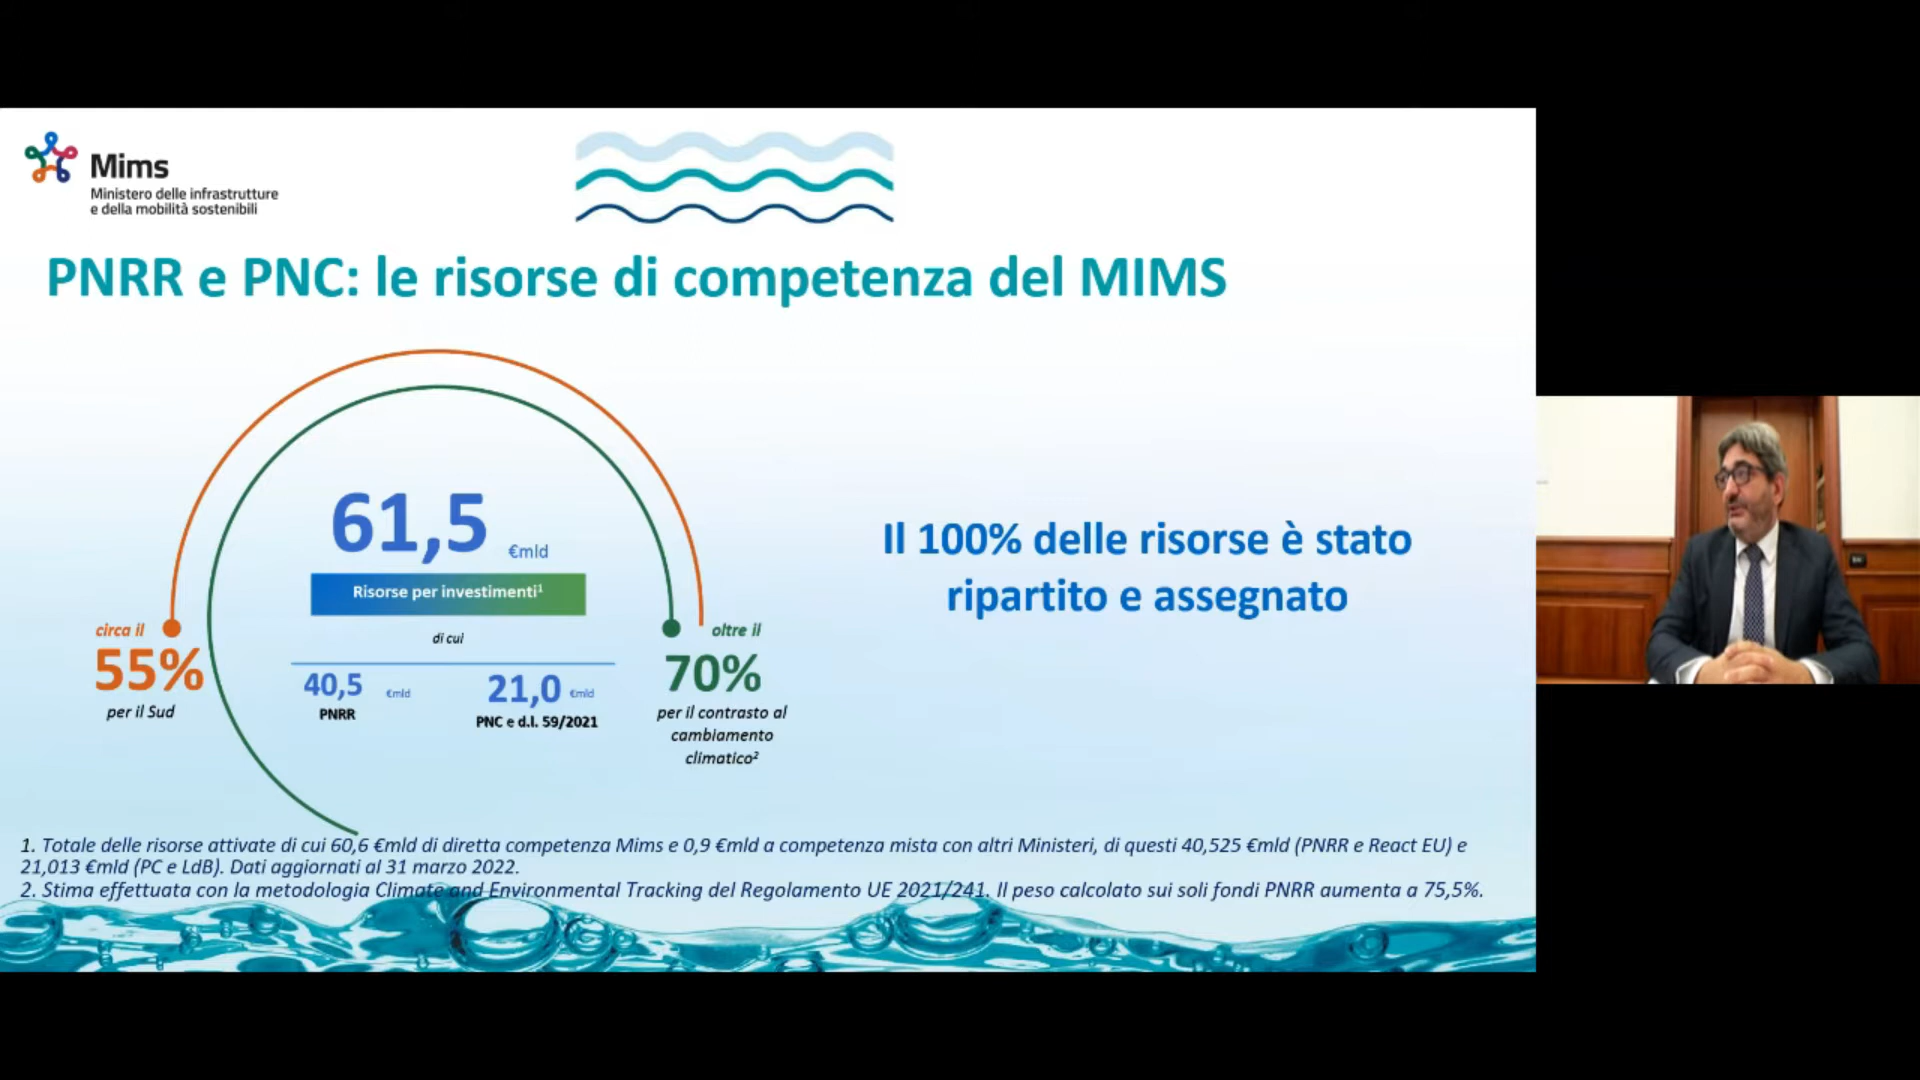 Mims
Ministero delle infrastrutture
e della mobilità sostenibili
PNRR e PNC: le risorse di competenza del MIMS
61,5 €mld
Risorse per investimenti¹
di cui
40,5 €mld
PNRR
21,0 €mld
PNC e d.l. 59/2021
circa il
55%
per il Sud
oltre il
70%
per il contrasto al
cambiamento
climatico²
Il 100% delle risorse è stato
ripartito e assegnato
1. Totale delle risorse attivate di cui 60,6 €mld di diretta competenza Mims e 0,9 €mld a competenza mista con altri Ministeri, di questi 40,525 €mld (PNRR e React EU) e
21,013 €mld (PC e LdB). Dati aggiornati al 31 marzo 2022.
2. Stima effettuata con la metodologia Climate and Environmental Tracking del Regolamento UE 2021/241. Il peso calcolato sui soli fondi PNRR aumenta a 75,5%.